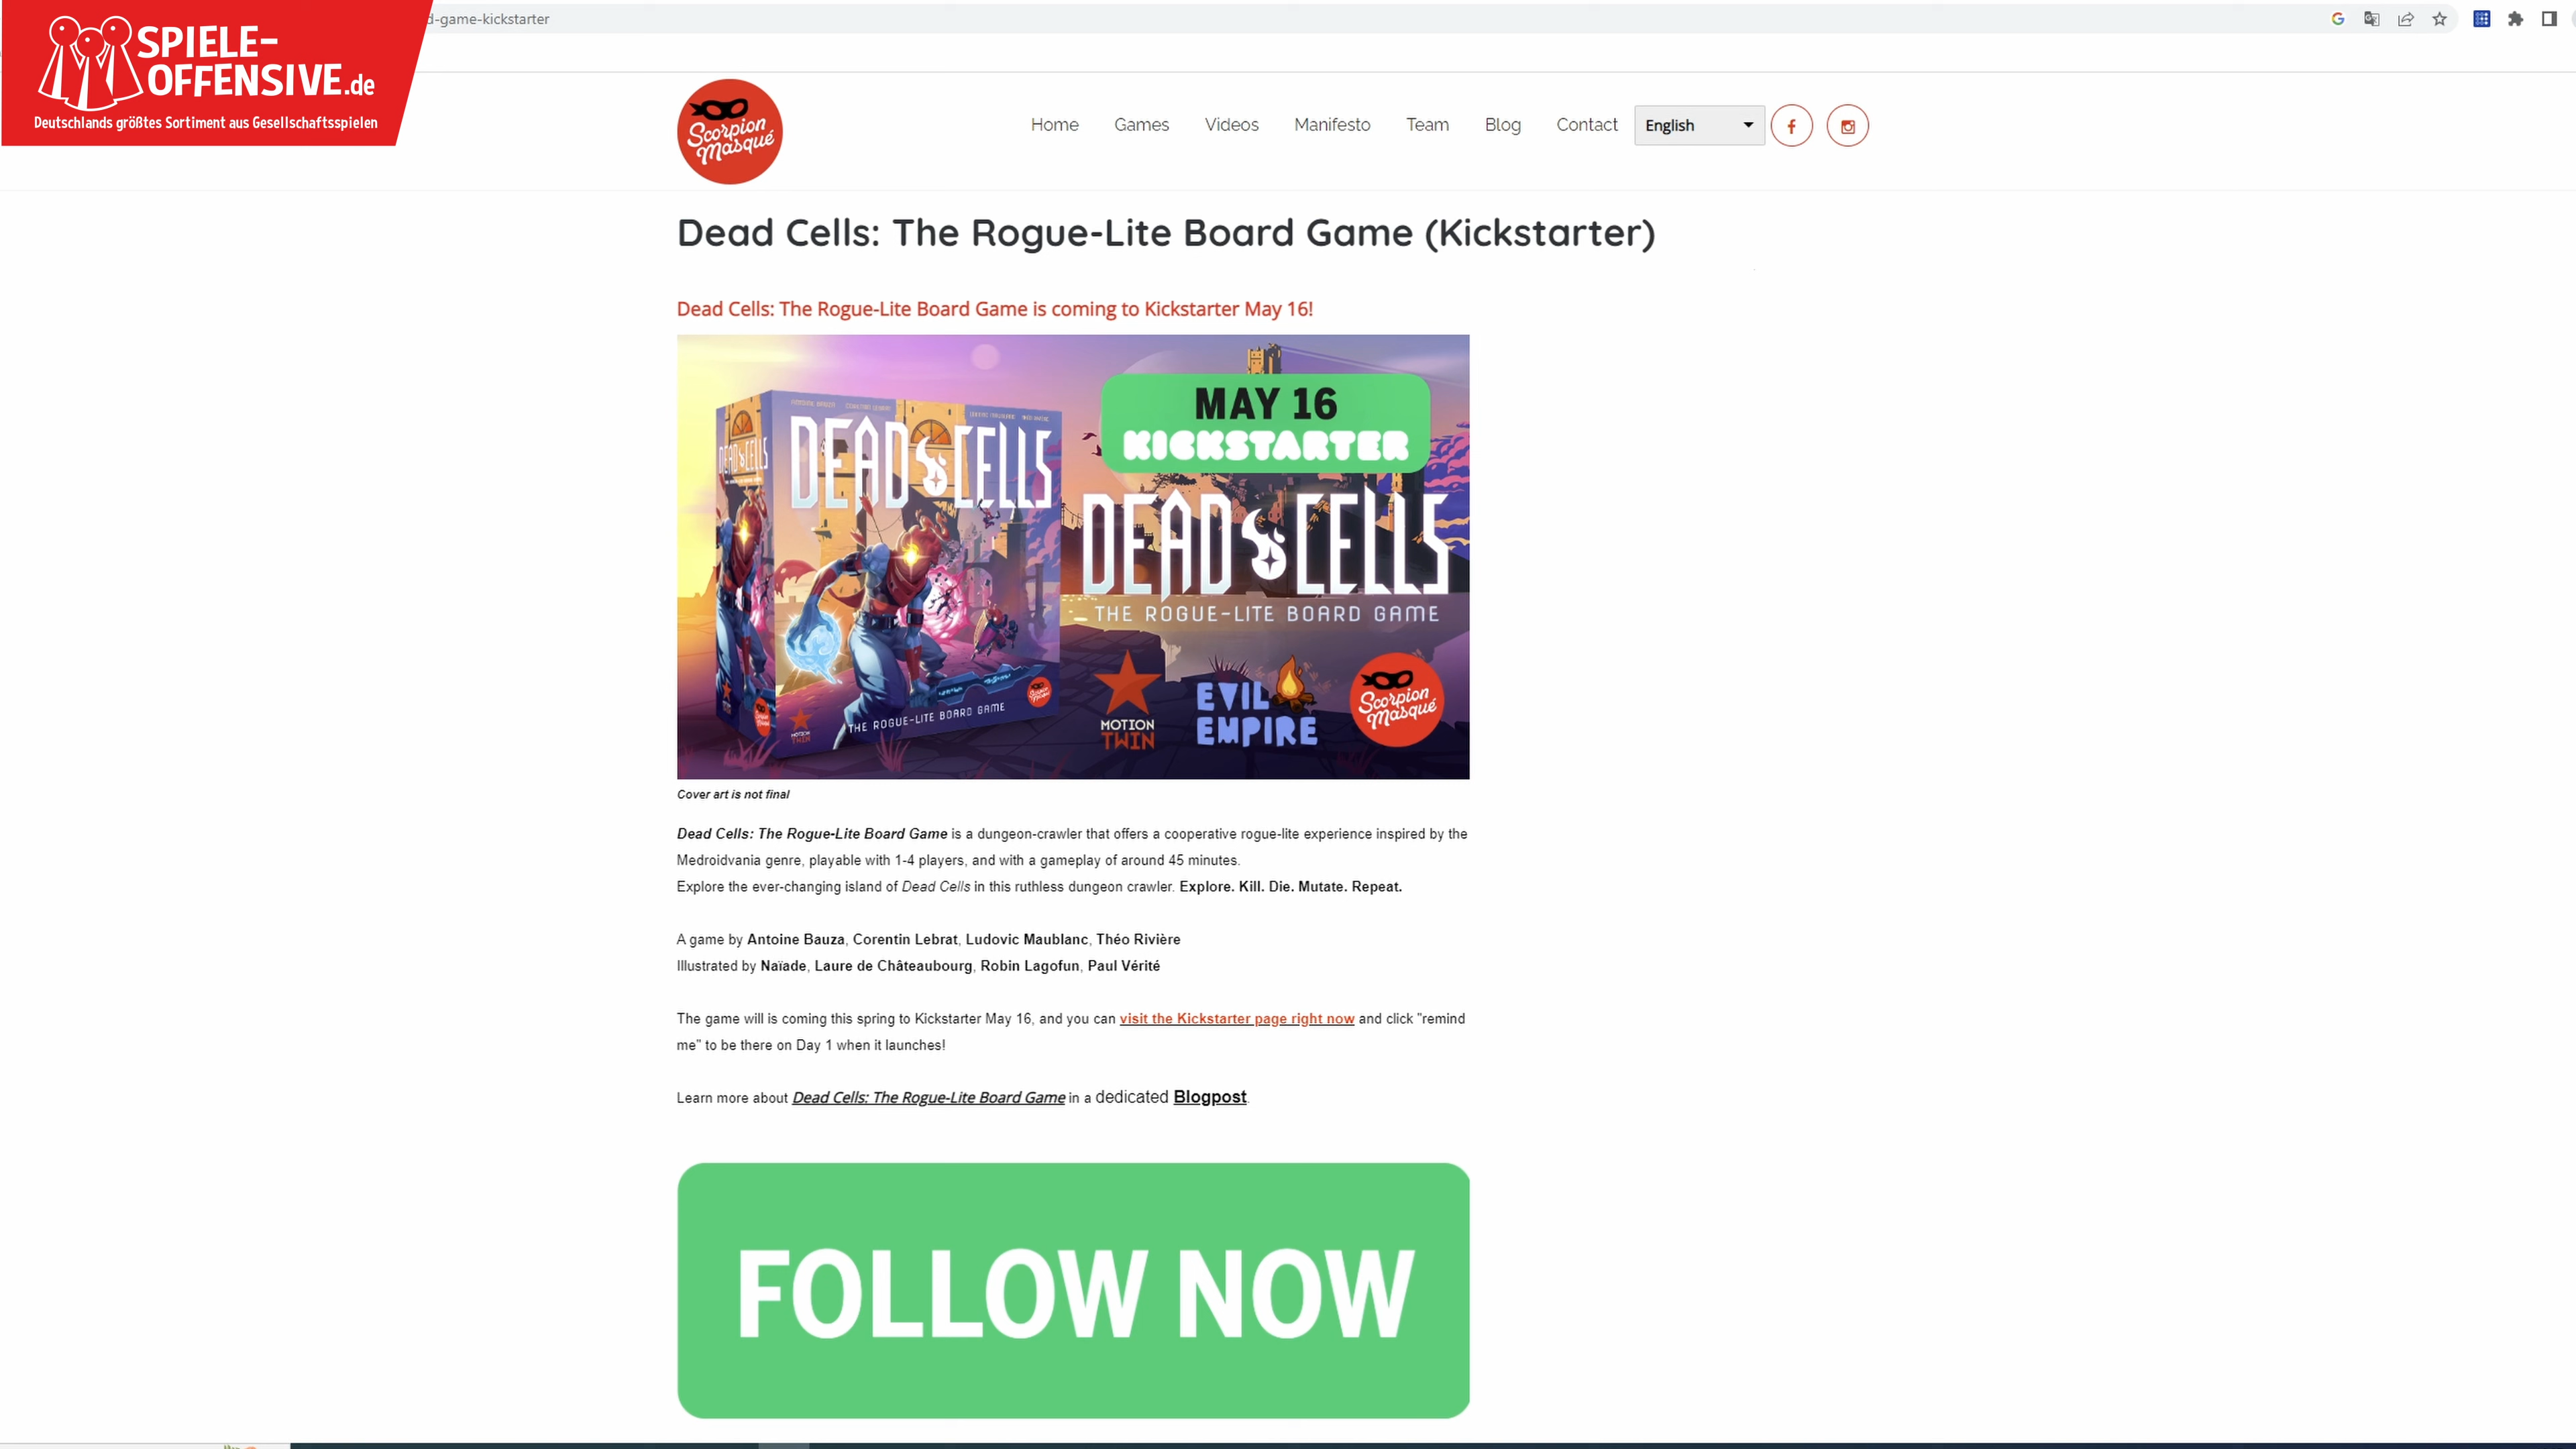 d-game-kickstarter
SPIELE-
OFFENSIVE.de
Deutschlands größtes Sortiment aus Gesellschaftsspielen
Scorpion
Masqué
Home Games Videos Manifesto Team Blog Contact English
Dead Cells: The Rogue-Lite Board Game (Kickstarter)
Dead Cells: The Rogue-Lite Board Game is coming to Kickstarter May 16!
MAY 16
KICKSTARTER
DEAD CELLS
DEAD CELLS
THE ROGUE-LITE BOARD GAME
DEAD CELLS
THE ROGUE-LITE BOARD GAME
MOTION
TWIN
MOTION
TWIN
EVIL
EMPIRE
Scorpion
Masqué
Cover art is not final
Dead Cells: The Rogue-Lite Board Game is a dungeon-crawler that offers a cooperative rogue-lite experience inspired by the
Medroidvania genre, playable with 1-4 players, and with a gameplay of around 45 minutes.
Explore the ever-changing island of Dead Cells in this ruthless dungeon crawler. Explore. Kill. Die. Mutate. Repeat.
A game by Antoine Bauza, Corentin Lebrat, Ludovic Maublanc, Théo Rivière
Illustrated by Naïade, Laure de Châteaubourg, Robin Lagofun, Paul Vérité
The game will is coming this spring to Kickstarter May 16, and you can visit the Kickstarter page right now and click "remind
me" to be there on Day 1 when it launches!
Learn more about Dead Cells: The Rogue-Lite Board Game in a dedicated Blogpost.
FOLLOW NOW